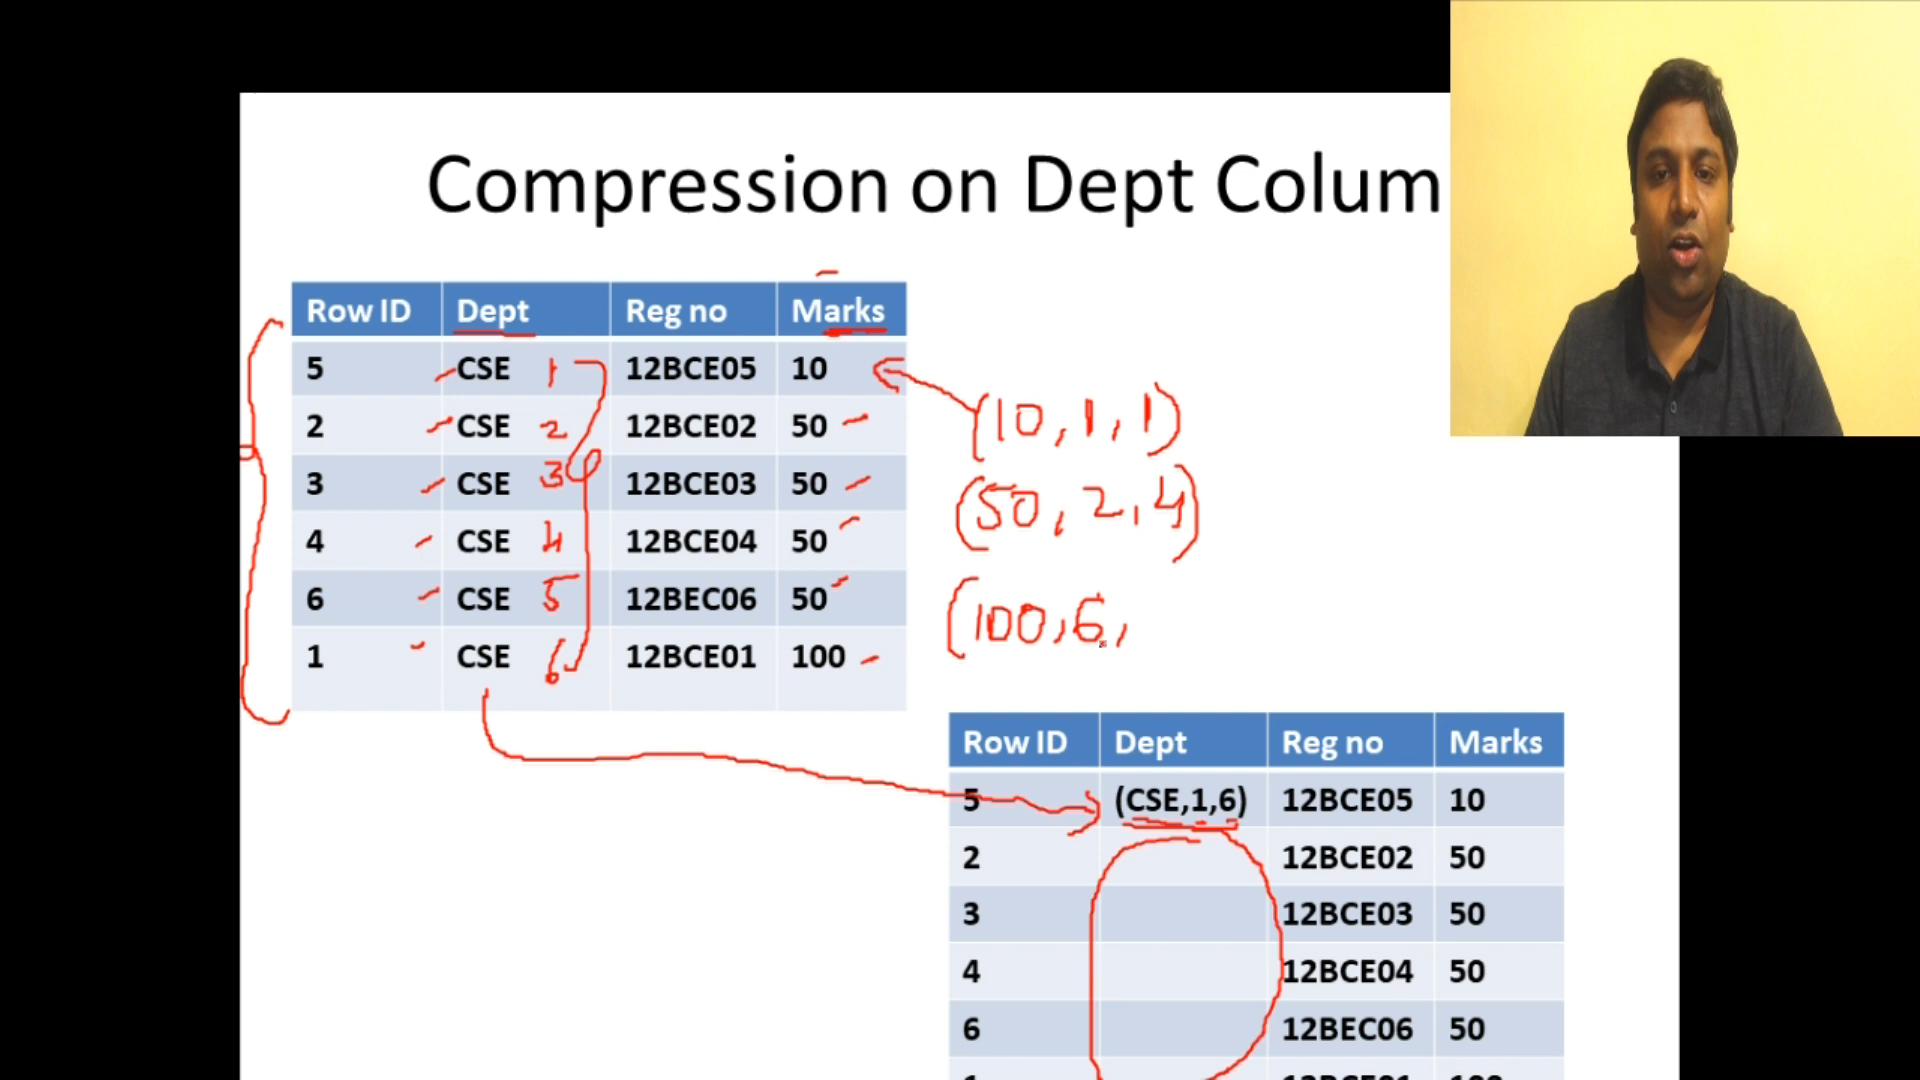 Compression on Dept Colum
Row ID Dept Reg no Marks
5 CSE 1 12BCE05 10
2 CSE 2 12BCE02 50
3 CSE 3 12BCE03 50
4 CSE 4 12BCE04 50
6 CSE 5 12BEC06 50
1 CSE 6 12BCE01 100
(10,1,1)
(50,2,4)
(100,6,
Row ID Dept Reg no Marks
5 (CSE,1,6) 12BCE05 10
2 12BCE02 50
3 12BCE03 50
4 12BCE04 50
6 12BEC06 50